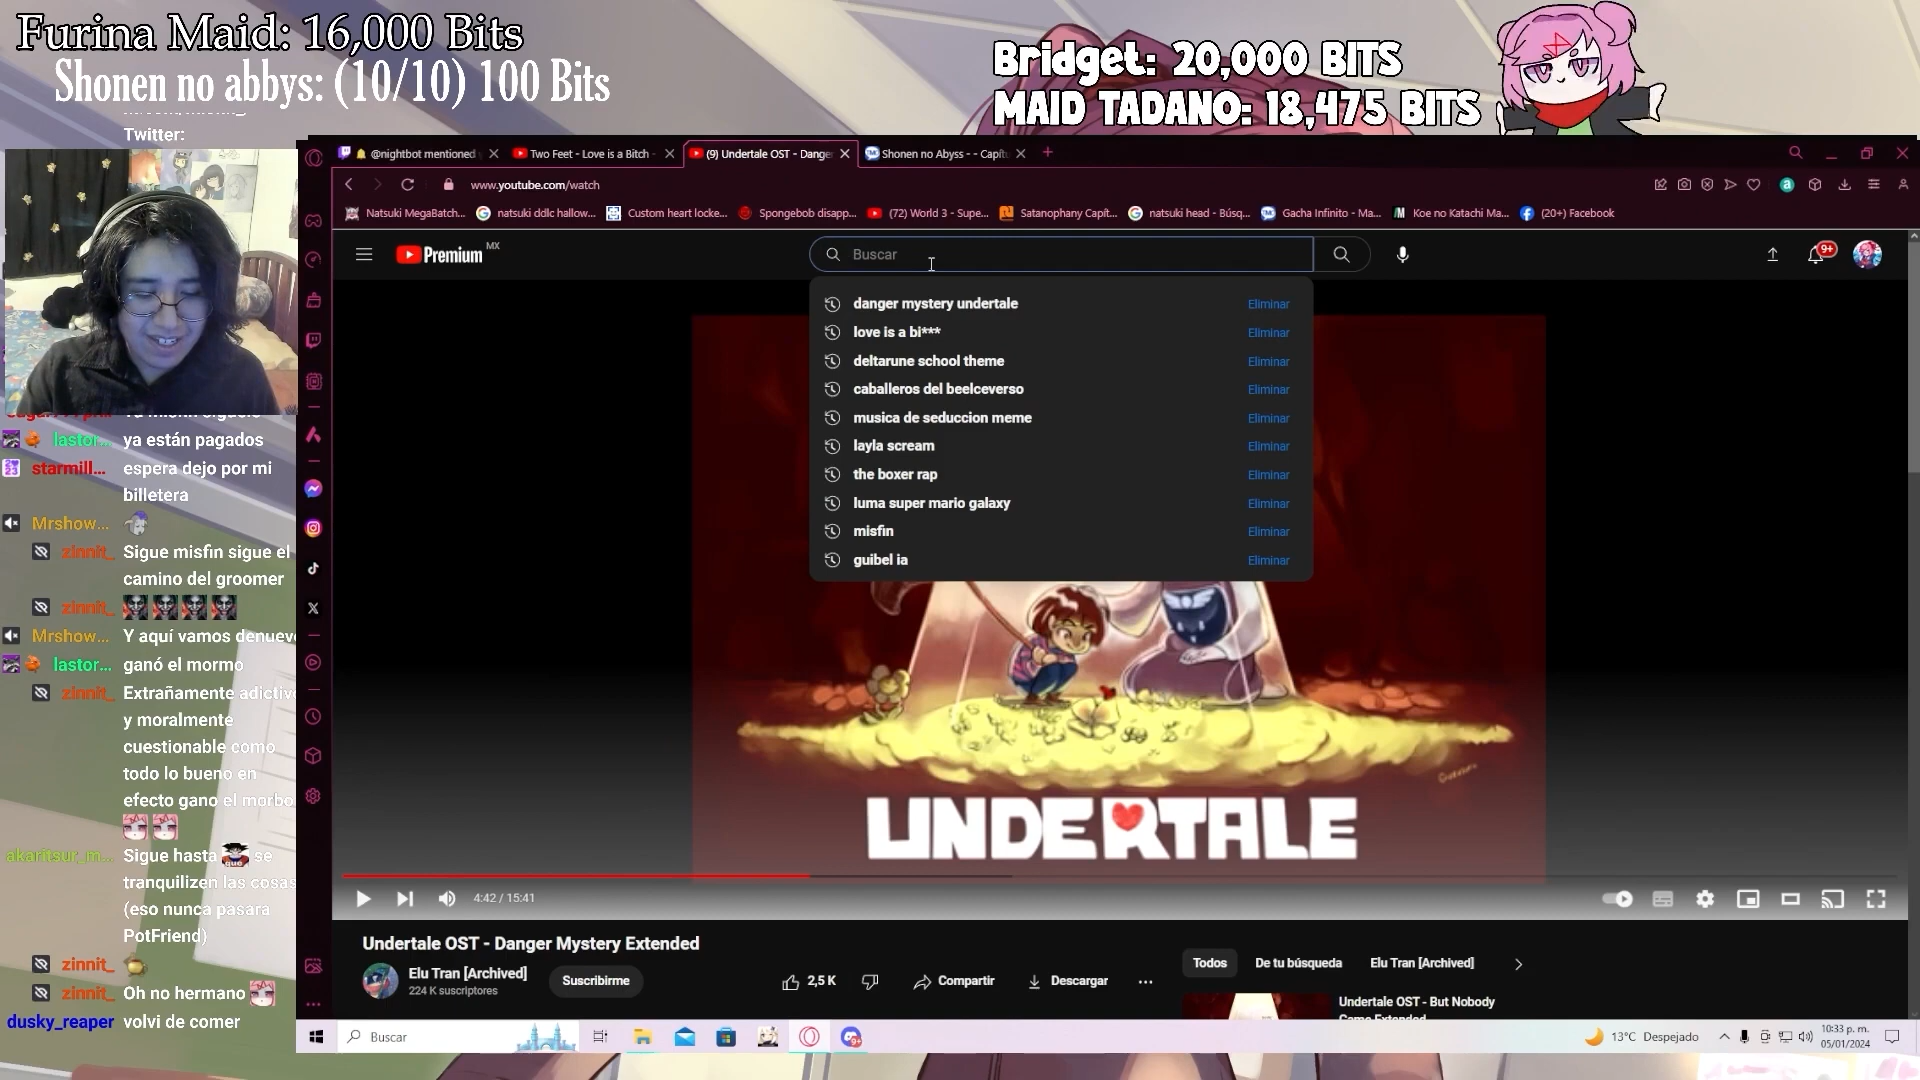 Furina Maid: 16,000 Bits
Shonen no abbys: (10/10) 100 Bits
Bridget: 20,000 BITS
MAID TADANO: 18,475 BITS
Twitter:
@nightbot mentioned
Two Feet - Love is a Bitch -
(9) Undertale OST - Dange
Shonen no Abyss - - Capít
www.youtube.com/watch
Natsuki MegaBatch...
natsuki ddlc hallow...
Custom heart locke...
Spongebob disapp...
(72) World 3 - Supe...
Satanophany Capít...
natsuki head - Búsq...
Gacha Infinito - Ma...
Koe no Katachi Ma...
(20+) Facebook
Premium MX
Buscar
9+
danger mystery undertale Eliminar
love is a bi*** Eliminar
deltarune school theme Eliminar
caballeros del beelceverso Eliminar
musica de seduccion meme Eliminar
layla scream Eliminar
the boxer rap Eliminar
luma super mario galaxy Eliminar
misfin Eliminar
guibel ia Eliminar
lastor... ya están pagados
starmill... espera dejo por mi
billetera
Mrshow...
zinnit_ Sigue misfin sigue el
camino del groomer
zinnit_
Mrshow... Y aquí vamos denuevo
lastor... ganó el mormo
zinnit_ Extrañamente adictivo
y moralmente
cuestionable como
todo lo bueno en
efecto gano el morbo
akaritsur_m... Sigue hasta que se
tranquilizen las cosas
(eso nunca pasara
PotFriend)
zinnit_
zinnit_ Oh no hermano
dusky_reaper volvi de comer
UNDERTALE
4:42 / 15:41
Undertale OST - Danger Mystery Extended
Elu Tran [Archived]
224 K suscriptores
Suscribirme
2,5 K
Compartir
Descargar
Todos
De tu búsqueda
Elu Tran [Archived]
Undertale OST - But Nobody
Came Extended
Buscar
13°C Despejado
10:33 p. m.
05/01/2024